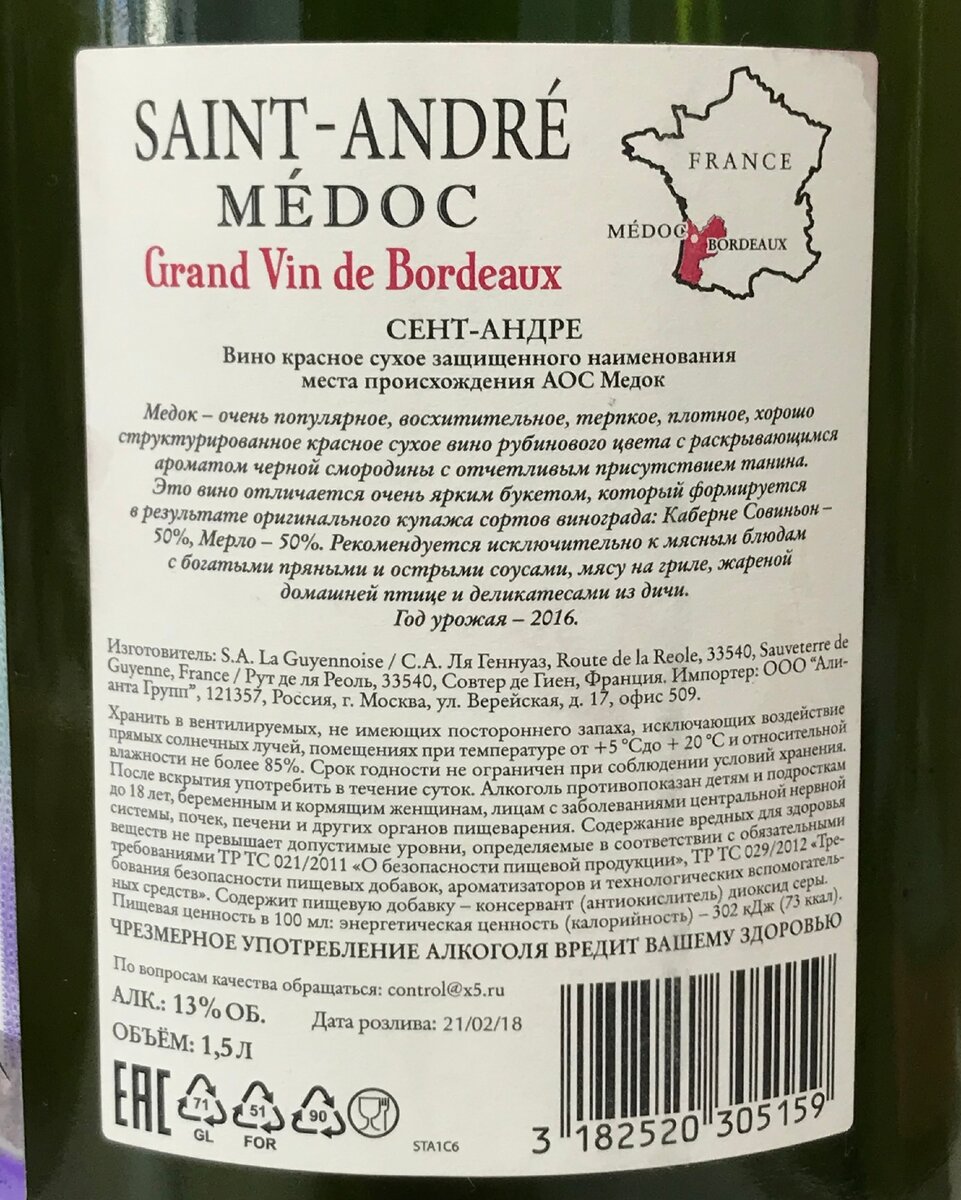 SAINT-ANDRÉ
MÉDOC
Grand Vin de Bordeaux
FRANCE
MÉDOC
BORDEAUX
СЕНТ-АНДРЕ
Вино красное сухое защищенного наименования
места происхождения АОС Медок
Медок – очень популярное, восхитительное, терпкое, плотное, хорошо
структурированное красное сухое вино рубинового цвета с раскрывающимся
ароматом черной смородины с отчетливым присутствием танина.
Это вино отличается очень ярким букетом, который формируется
в результате оригинального купажа сортов винограда: Каберне Совиньон –
50%, Мерло – 50%. Рекомендуется исключительно к мясным блюдам
с богатыми пряными и острыми соусами, мясу на гриле, жареной
домашней птице и деликатесами из дичи.
Год урожая – 2016.
Изготовитель: S.A. La Guyennoise / С.А. Ля Геннуаз, Route de la Reole, 33540, Sauveterre de
Guyenne, France / Рут де ля Реоль, 33540, Совтер де Гиен, Франция. Импортер: ООО "Али-
анта Групп", 121357, Россия, г. Москва, ул. Верейская, д. 17, офис 509.
Хранить в вентилируемых, не имеющих постороннего запаха, исключающих воздействие
прямых солнечных лучей, помещениях при температуре от +5 °Сдо + 20 °С и относительной
влажности не более 85%. Срок годности не ограничен при соблюдении условий хранения.
После вскрытия употребить в течение суток. Алкоголь противопоказан детям и подросткам
до 18 лет, беременным и кормящим женщинам, лицам с заболеваниями центральной нервной
системы, почек, печени и других органов пищеварения. Содержание вредных для здоровья
веществ не превышает допустимые уровни, определяемые в соответствии с обязательными
требованиями ТР ТС 021/2011 «О безопасности пищевой продукции», ТР ТС 029/2012 «Тре-
бования безопасности пищевых добавок, ароматизаторов и технологических вспомогатель-
ных средств». Содержит пищевую добавку – консервант (антиокислитель) диоксид серы.
Пищевая ценность в 100 мл: энергетическая ценность (калорийность) – 302 кДж (73 ккал).
ЧРЕЗМЕРНОЕ УПОТРЕБЛЕНИЕ АЛКОГОЛЯ ВРЕДИТ ВАШЕМУ ЗДОРОВЬЮ
По вопросам качества обращаться: control@x5.ru
АЛК.: 13% ОБ.
Дата розлива: 21/02/18
ОБЪЁМ: 1,5 Л
EAC
71
GL
51
FOR
90
STA1C6
3 182520 305159